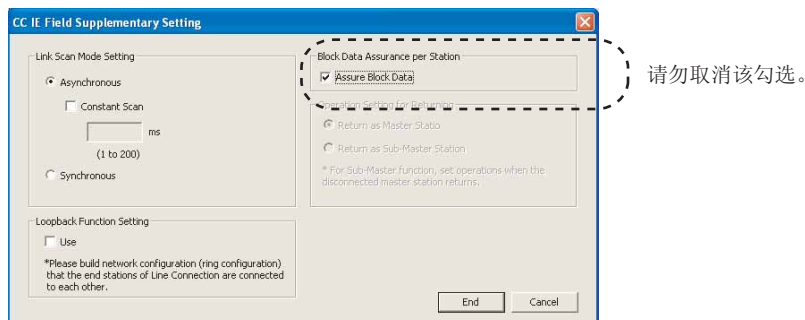 CC IE Field Supplementary Setting
Link Scan Mode Setting
Asynchronous
Constant Scan
ms
(1 to 200)
Synchronous
Block Data Assurance per Station
Assure Block Data
请勿取消该勾选。
Operation Setting for Returning
Return as Master Statio
Return as Sub-Master Station
* For Sub-Master function, set operations when the
disconnected master station returns.
Loopback Function Setting
Use
*Please build network configuration (ring configuration)
that the end stations of Line Connection are connected
to each other.
End
Cancel